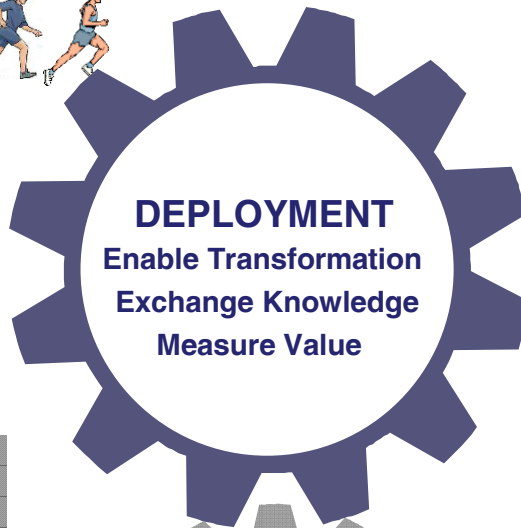 DEPLOYMENT
Enable Transformation
Exchange Knowledge
Measure Value